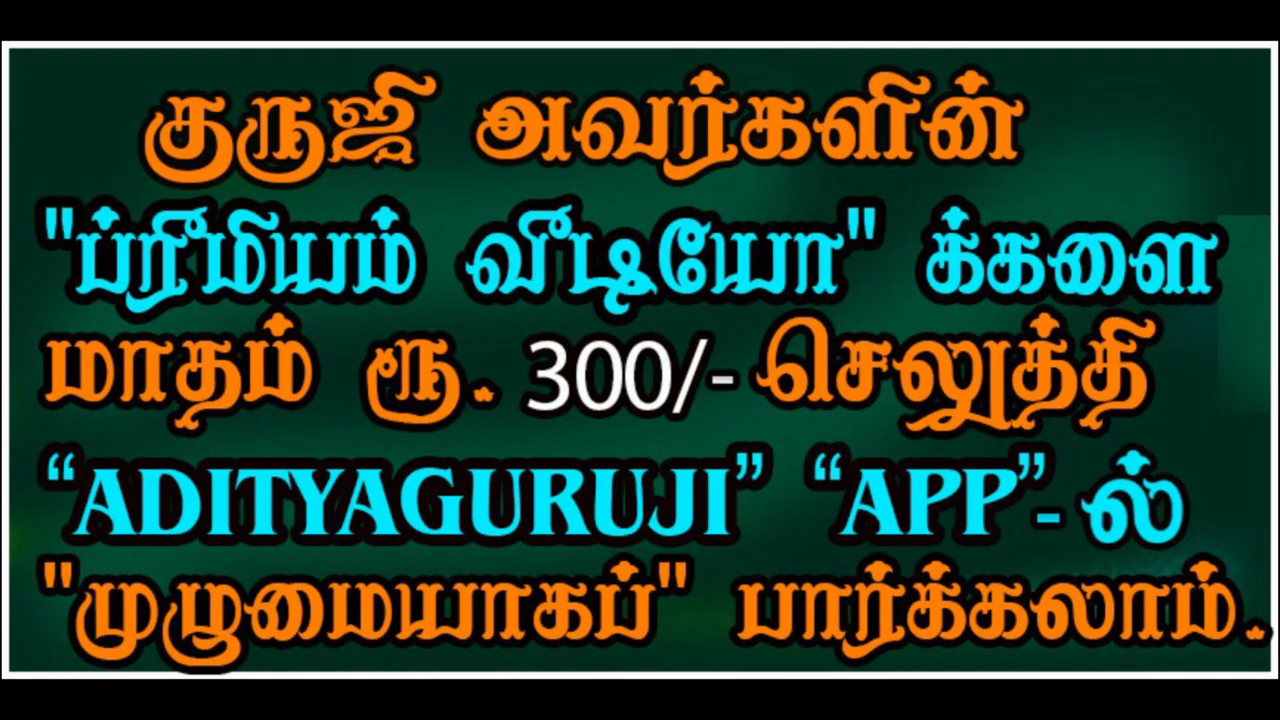 குருஜி அவர்களின்
"ப்ரீமியம் வீடியோ" க்களை
மாதம் ரூ. 300/- செலுத்தி
“ADITYAGURUJI” “APP”- ல்
"முழுமையாகப்" பார்க்கலாம்.